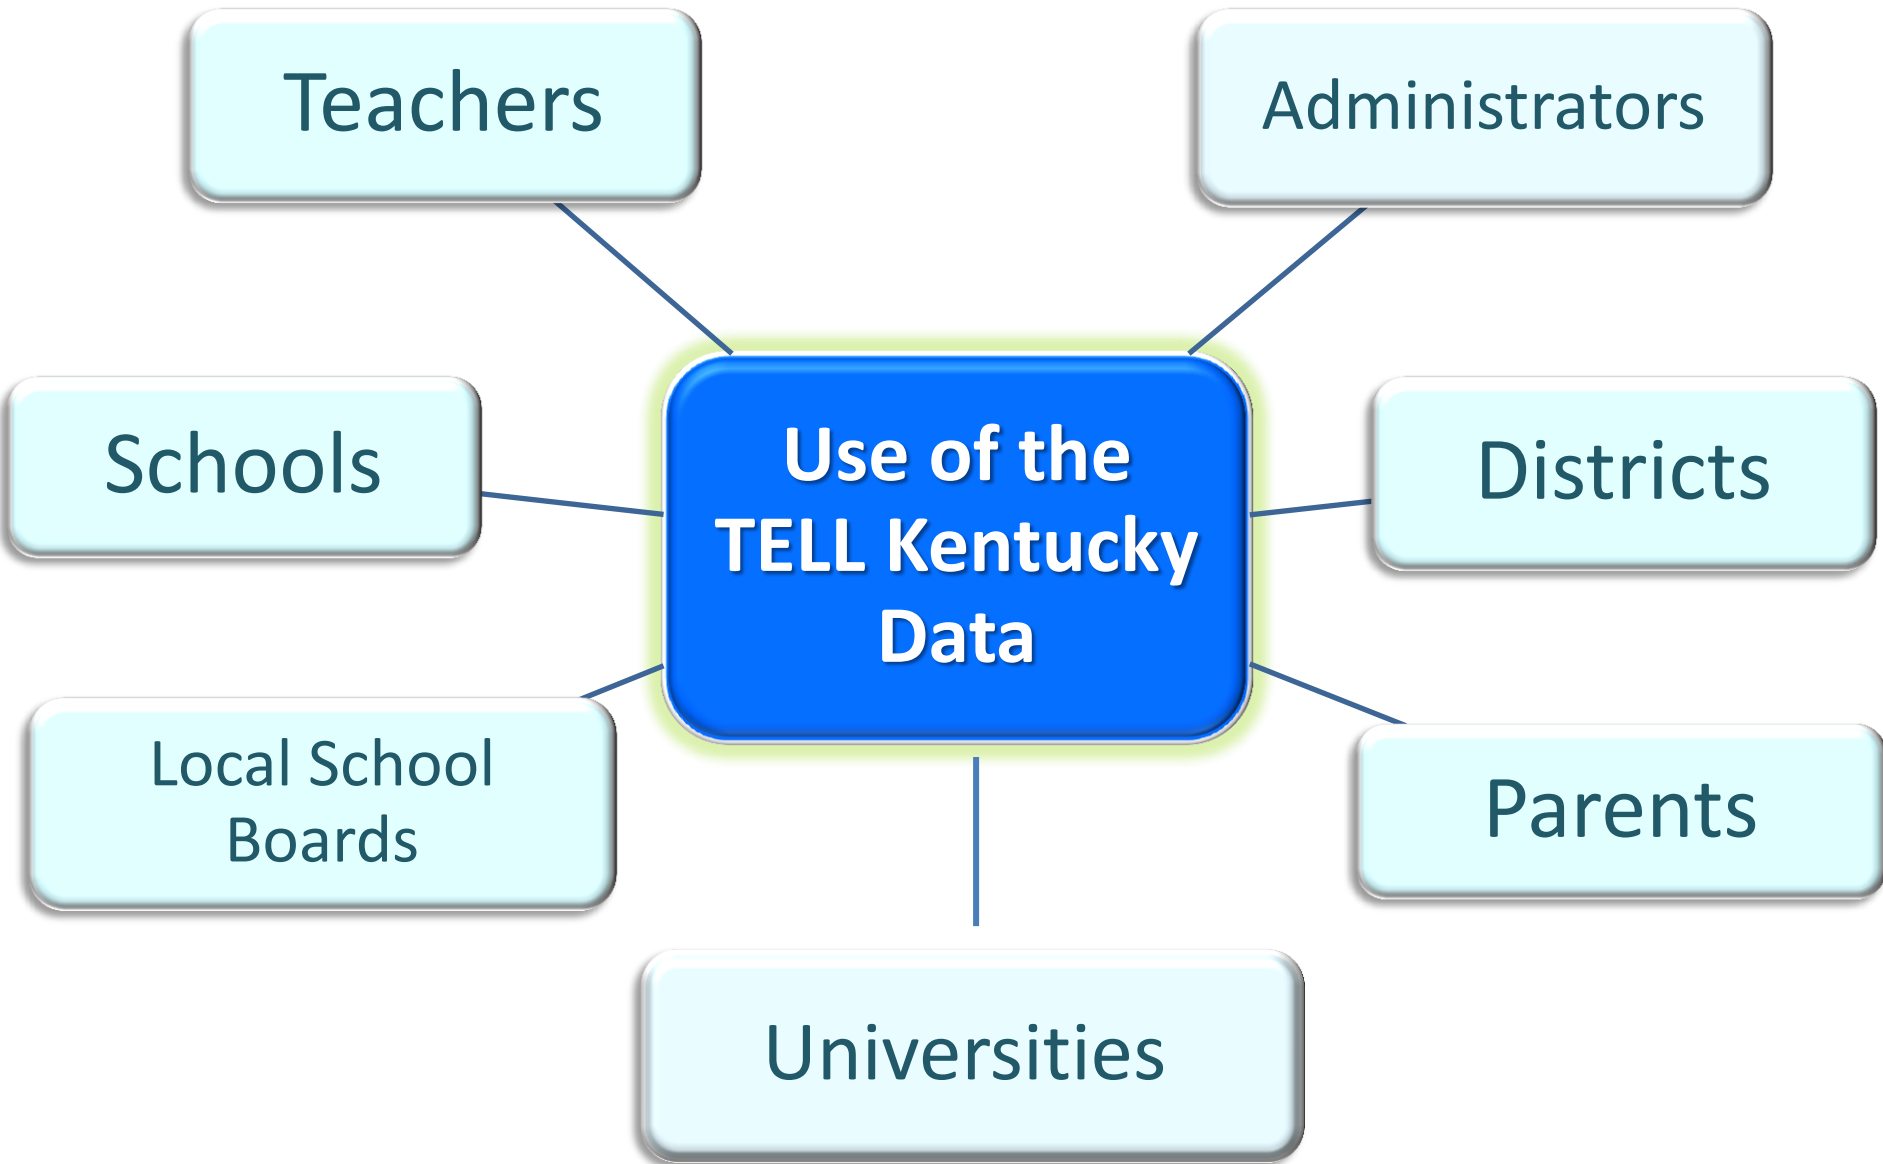 Teachers
Administrators
Schools
Use of the
TELL Kentucky
Data
Districts
Local School
Boards
Parents
Universities